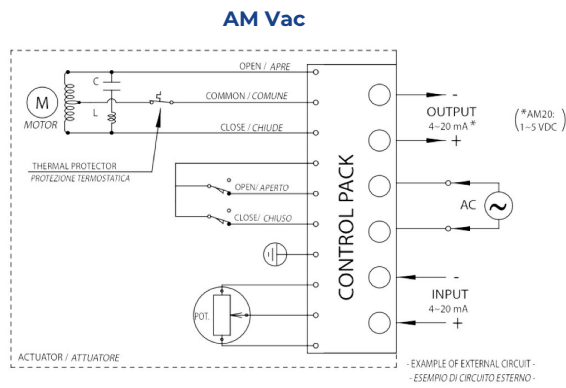 AM Vac
OPEN / APRE
C
COMMON / COMUNE
M
L
MOTOR
CLOSE / CHIUDE
THERMAL PROTECTOR
PROTEZIONE TERMOSTATICA
OPEN/ APERTO
CLOSE/ CHIUSO
POT.
CONTROL PACK
-
OUTPUT
4~20 mA *
+
(*AM20:
1~5 VDC)
AC
~
-
INPUT
4~20 mA
+
ACTUATOR / ATTUATORE
- EXAMPLE OF EXTERNAL CIRCUIT -
- ESEMPIO DI CIRCUITO ESTERNO -